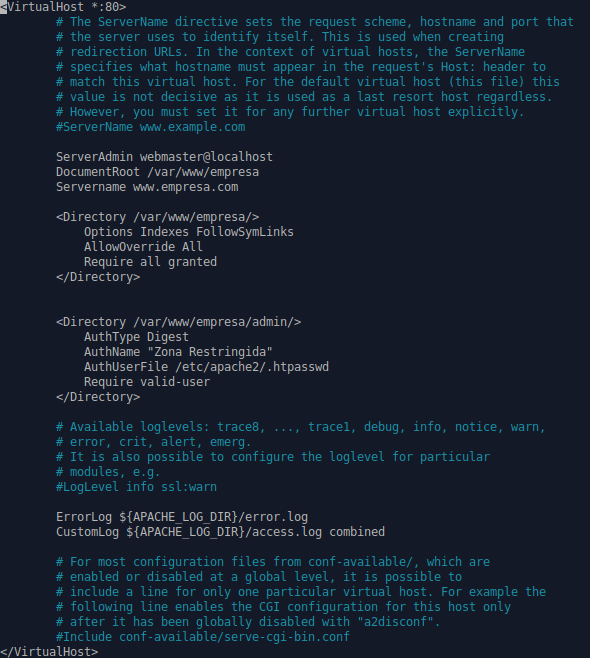 <VirtualHost *:80>
        # The ServerName directive sets the request scheme, hostname and port that
        # the server uses to identify itself. This is used when creating
        # redirection URLs. In the context of virtual hosts, the ServerName
        # specifies what hostname must appear in the request's Host: header to
        # match this virtual host. For the default virtual host (this file) this
        # value is not decisive as it is used as a last resort host regardless.
        # However, you must set it for any further virtual host explicitly.
        #ServerName www.example.com

        ServerAdmin webmaster@localhost
        DocumentRoot /var/www/empresa
        Servername www.empresa.com

        <Directory /var/www/empresa/>
            Options Indexes FollowSymLinks
            AllowOverride All
            Require all granted
        </Directory>


        <Directory /var/www/empresa/admin/>
            AuthType Digest
            AuthName "Zona Restringida"
            AuthUserFile /etc/apache2/.htpasswd
            Require valid-user
        </Directory>

        # Available loglevels: trace8, ..., trace1, debug, info, notice, warn,
        # error, crit, alert, emerg.
        # It is also possible to configure the loglevel for particular
        # modules, e.g.
        #LogLevel info ssl:warn

        ErrorLog ${APACHE_LOG_DIR}/error.log
        CustomLog ${APACHE_LOG_DIR}/access.log combined

        # For most configuration files from conf-available/, which are
        # enabled or disabled at a global level, it is possible to
        # include a line for only one particular virtual host. For example the
        # following line enables the CGI configuration for this host only
        # after it has been globally disabled with "a2disconf".
        #Include conf-available/serve-cgi-bin.conf
</VirtualHost>